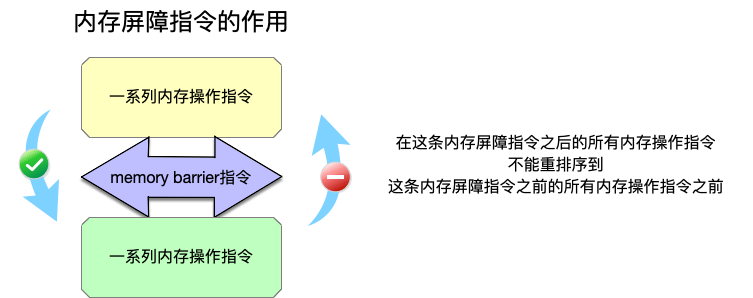 内存屏障指令的作用
一系列内存操作指令
memory barrier指令
一系列内存操作指令
在这条内存屏障指令之后的所有内存操作指令
不能重排序到
这条内存屏障指令之前的所有内存操作指令之前